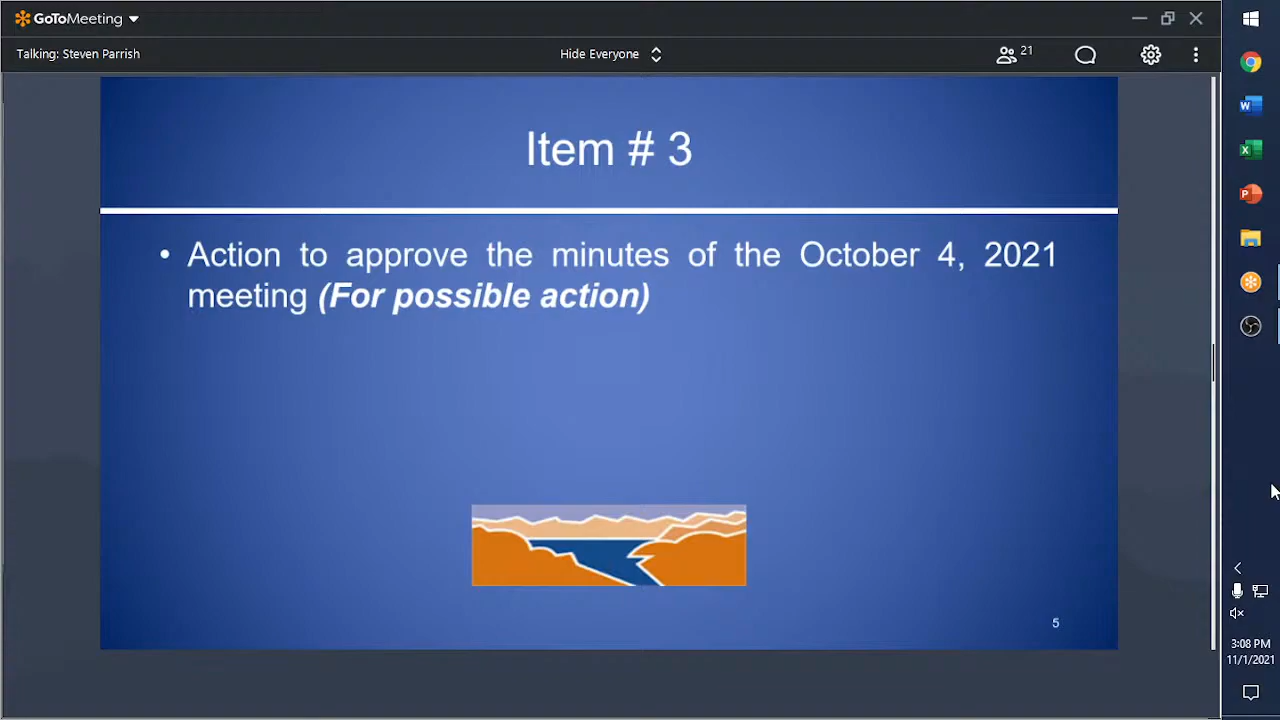 GoToMeeting
Talking: Steven Parrish
Hide Everyone
21
Item # 3
• Action to approve the minutes of the October 4, 2021
meeting (For possible action)
5
W
X
P
3:08 PM
11/1/2021